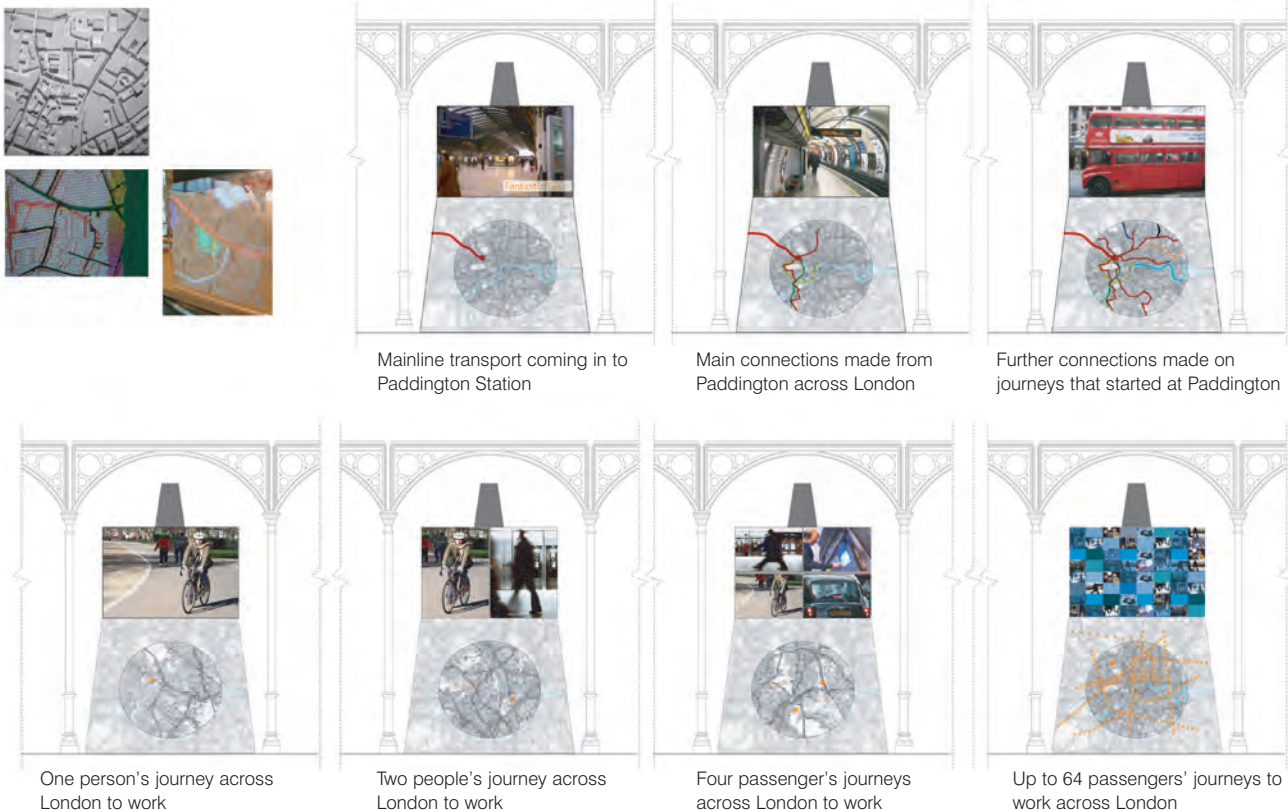 Fantastic
Mainline transport coming in to
Paddington Station
Main connections made from
Paddington across London
Further connections made on
journeys that started at Paddington
One person's journey across
London to work
Two people's journey across
London to work
Four passenger's journeys
across London to work
Up to 64 passengers' journeys to
work across London